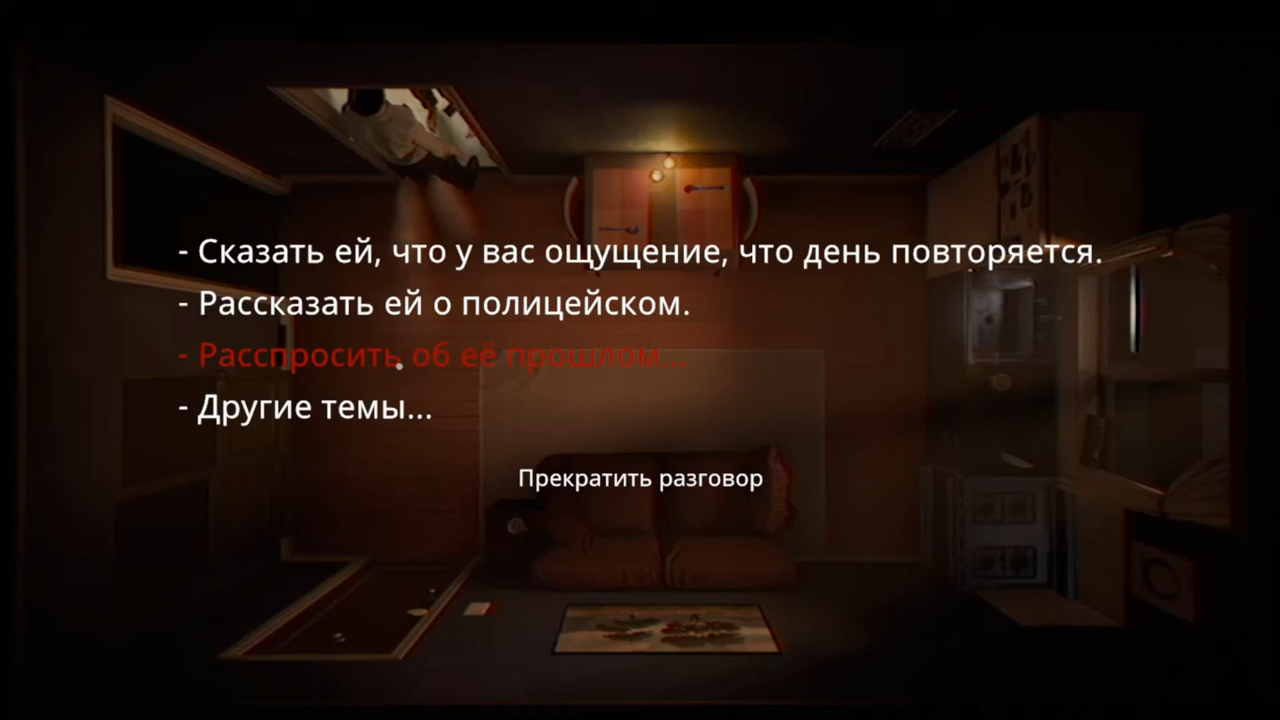 - Сказать ей, что у вас ощущение, что день повторяется.
- Рассказать ей о полицейском.
- Расспросить об её прошлом...
- Другие темы...
Прекратить разговор